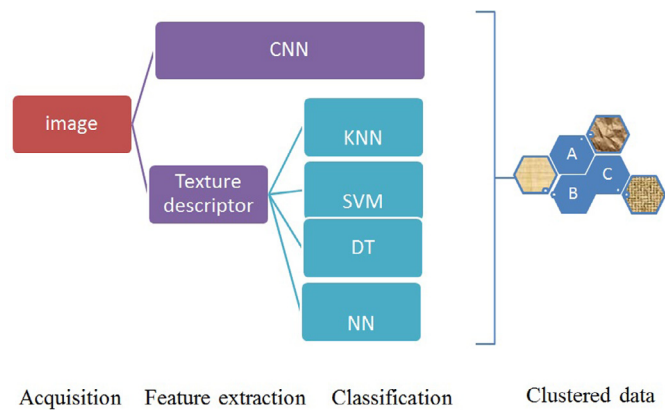 CNN
image
Texture
descriptor
KNN
SVM
DT
NN
A
B
C
Acquisition Feature extraction Classification Clustered data